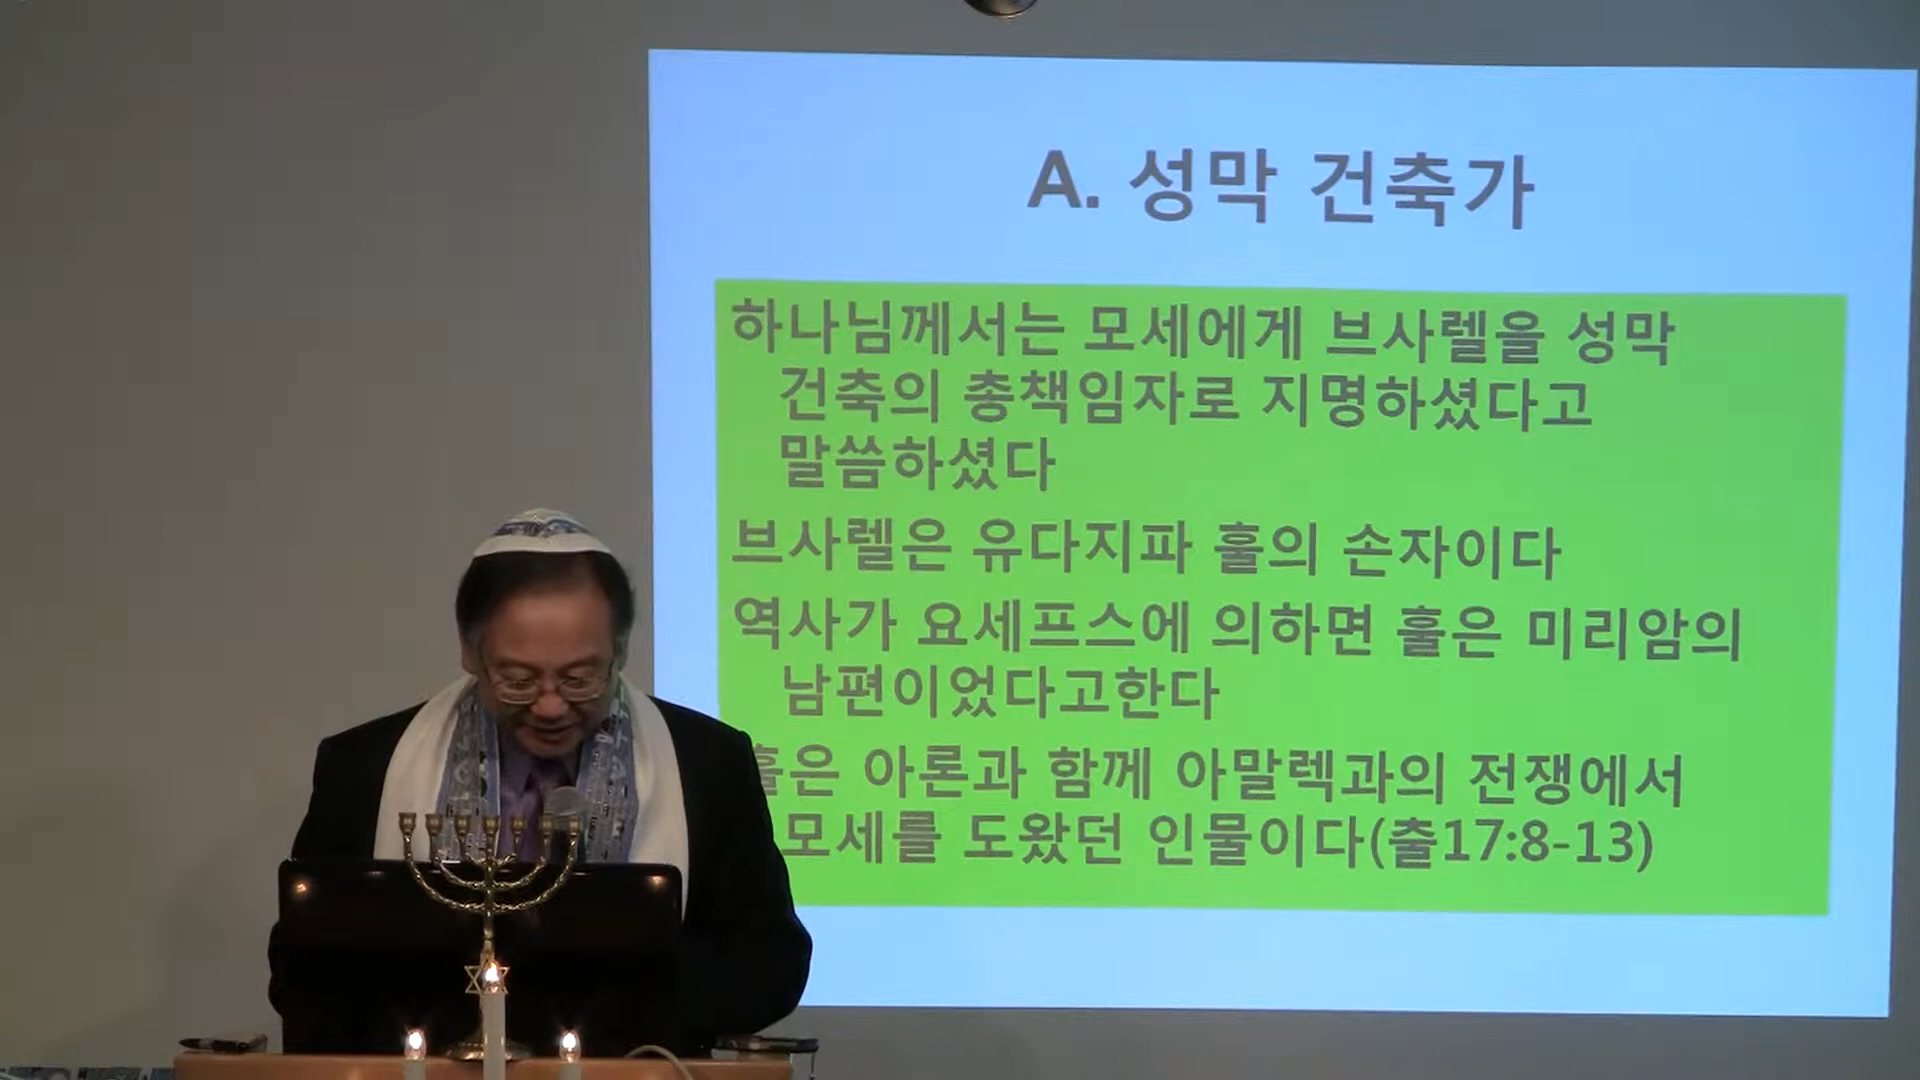 A. 성막 건축가
하나님께서는 모세에게 브사렐을 성막
건축의 총책임자로 지명하셨다고
말씀하셨다
브사렐은 유다지파 훌의 손자이다
역사가 요세프스에 의하면 훌은 미리암의
남편이었다고한다
훌은 아론과 함께 아말렉과의 전쟁에서
모세를 도왔던 인물이다(출17:8-13)